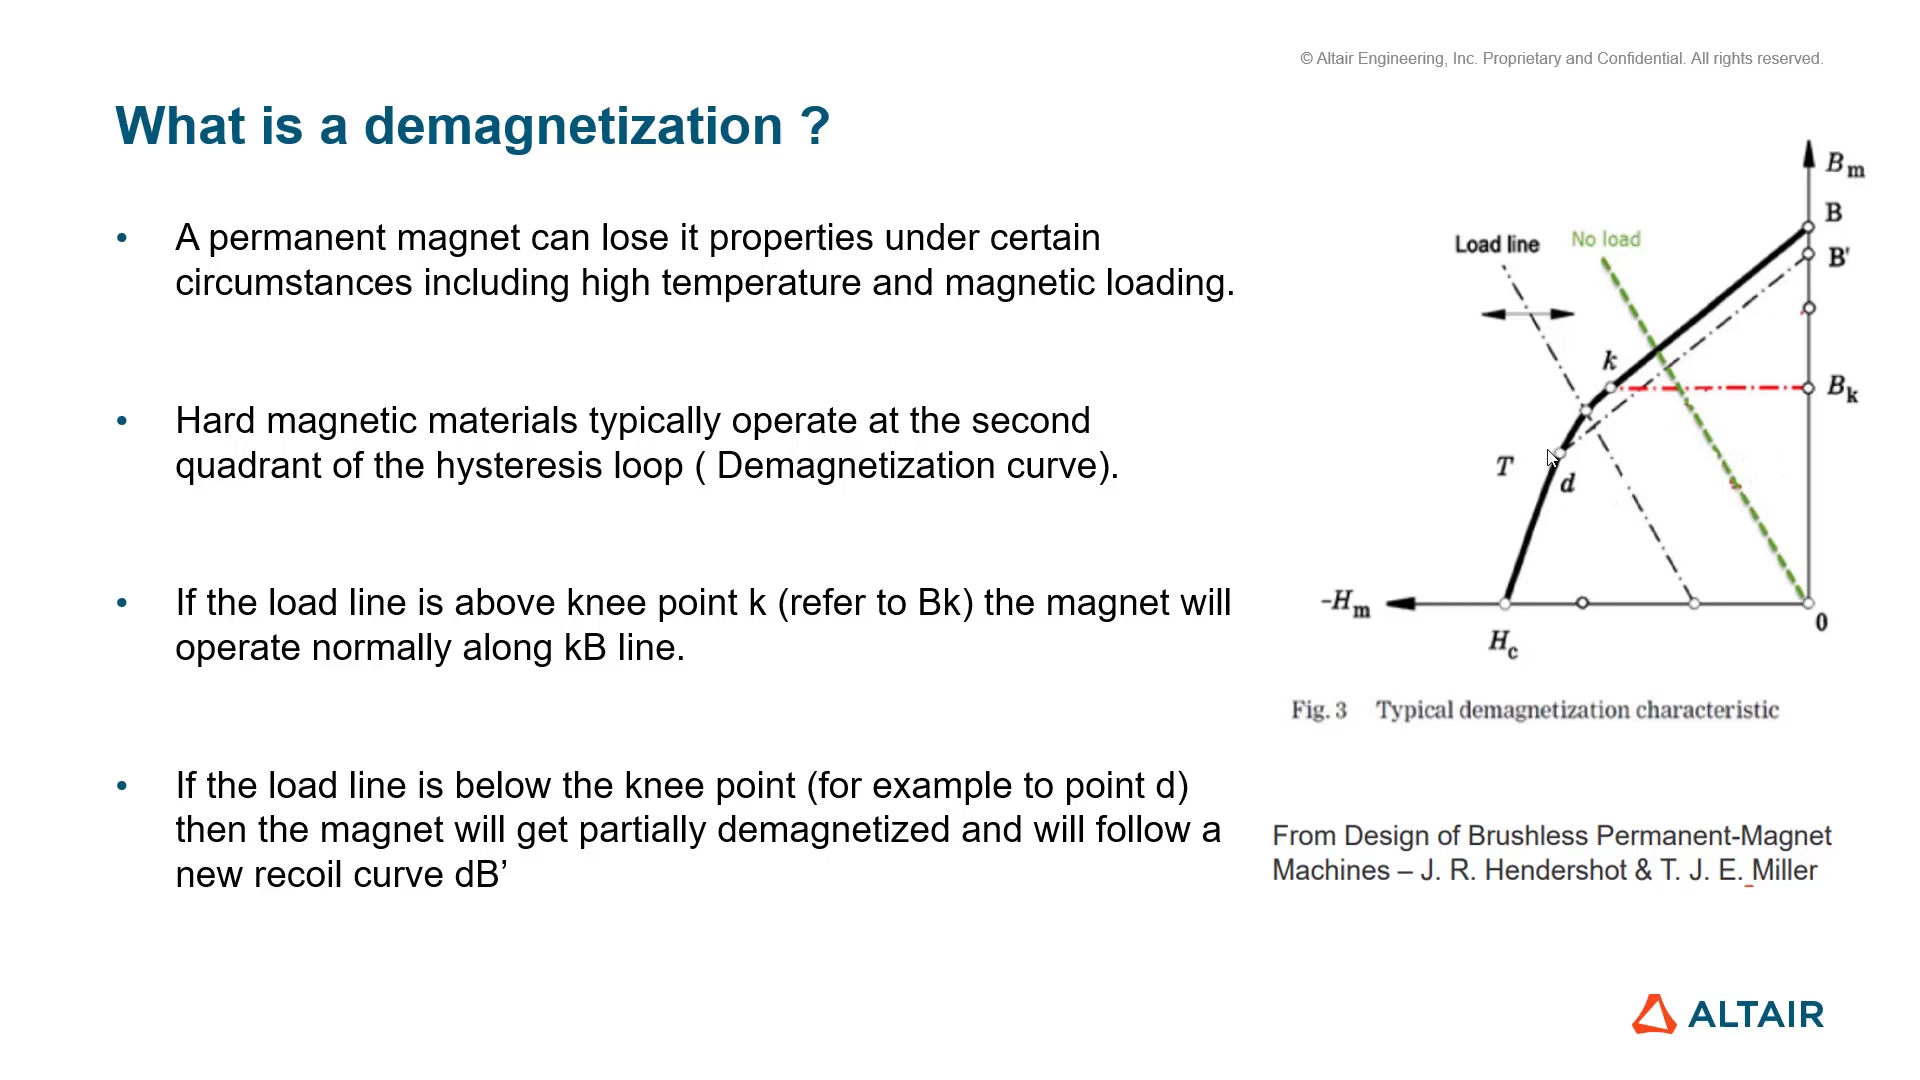 © Altair Engineering, Inc. Proprietary and Confidential. All rights reserved.
What is a demagnetization ?
• A permanent magnet can lose it properties under certain
circumstances including high temperature and magnetic loading.
• Hard magnetic materials typically operate at the second
quadrant of the hysteresis loop ( Demagnetization curve).
• If the load line is above knee point k (refer to Bk) the magnet will
operate normally along kB line.
• If the load line is below the knee point (for example to point d)
then the magnet will get partially demagnetized and will follow a
new recoil curve dB’
Bm
B
Load line
No load
B'
k
Bk
T
d
-Hm
0
Hc
Fig. 3 Typical demagnetization characteristic
From Design of Brushless Permanent-Magnet
Machines – J. R. Hendershot & T. J. E. Miller
ALTAIR